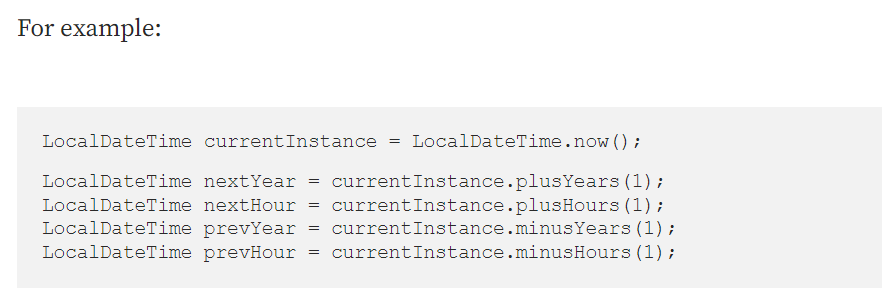 For example:
LocalDateTime currentInstance = LocalDateTime.now();
LocalDateTime nextYear = currentInstance.plusYears(1);
LocalDateTime nextHour = currentInstance.plusHours(1);
LocalDateTime prevYear = currentInstance.minusYears(1);
LocalDateTime prevHour = currentInstance.minusHours(1);